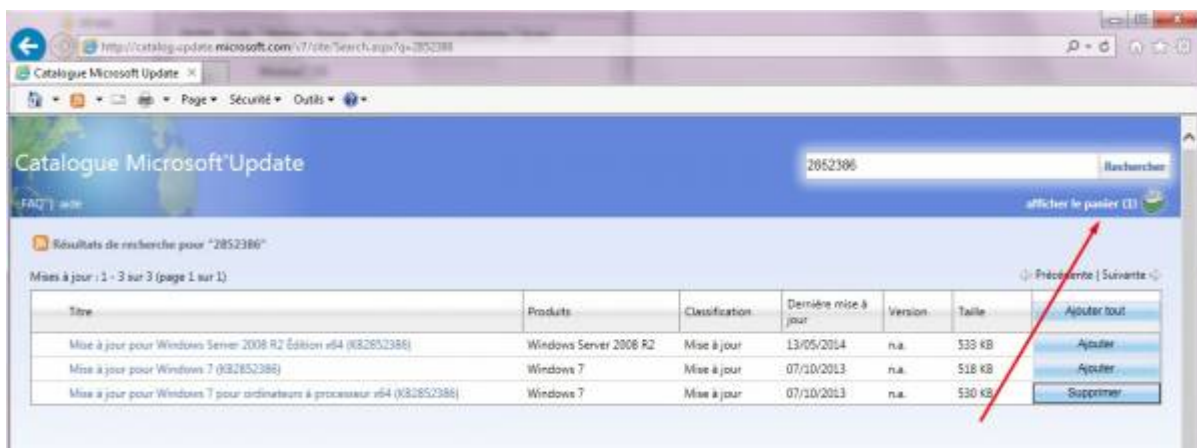 http://catalog.update.microsoft.com/v7/site/Search.aspx?q=2852386
Catalogue Microsoft Update
Page Sécurité Outils
Catalogue Microsoft Update
2852386 Rechercher
FAQ | aide
afficher le panier (1)
Résultats de recherche pour "2852386"
Mises à jour : 1 - 3 sur 3 (page 1 sur 1)
Précédente | Suivante
Titre Produits Classification Dernière mise à jour Version Taille Ajouter tout
Mise à jour pour Windows Server 2008 R2 Édition x64 (KB2852386) Windows Server 2008 R2 Mise à jour 13/05/2014 n.a. 533 KB Ajouter
Mise à jour pour Windows 7 (KB2852386) Windows 7 Mise à jour 07/10/2013 n.a. 518 KB Ajouter
Mise à jour pour Windows 7 pour ordinateurs à processeur x64 (KB2852386) Windows 7 Mise à jour 07/10/2013 n.a. 530 KB Supprimer